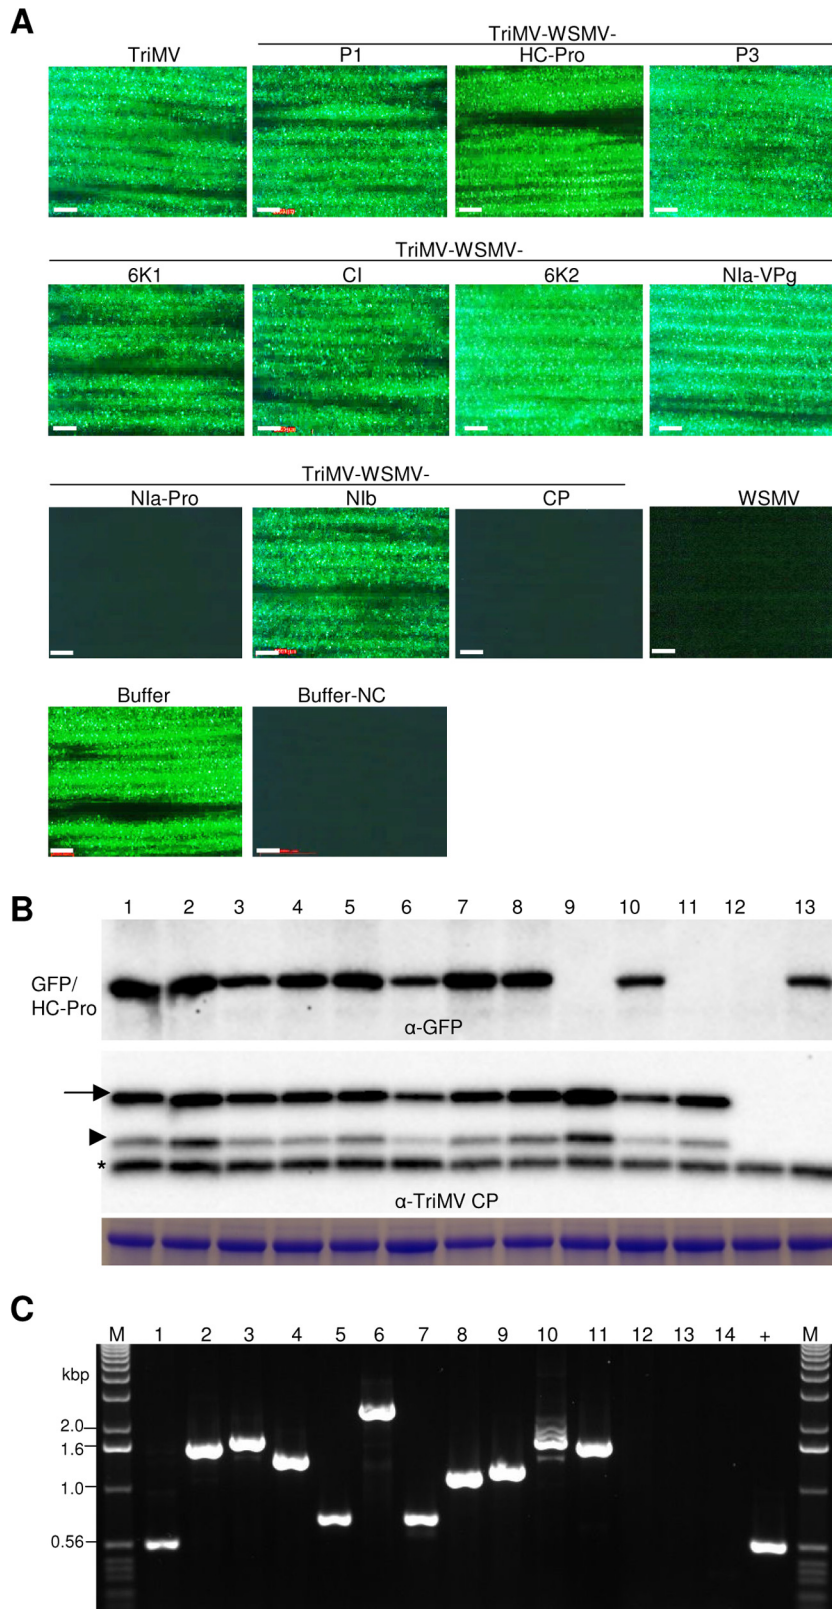 A
TriMV-WSMV-
TriMV P1 HC-Pro P3
TriMV-WSMV-
6K1 CI 6K2 NIa-VPg
TriMV-WSMV-
NIa-Pro NIb CP WSMV
Buffer Buffer-NC
B
1 2 3 4 5 6 7 8 9 10 11 12 13
GFP/
HC-Pro
α-GFP
*
α-TriMV CP
C
M 1 2 3 4 5 6 7 8 9 10 11 12 13 14 + M
kbp
2.0
1.6
1.0
0.56